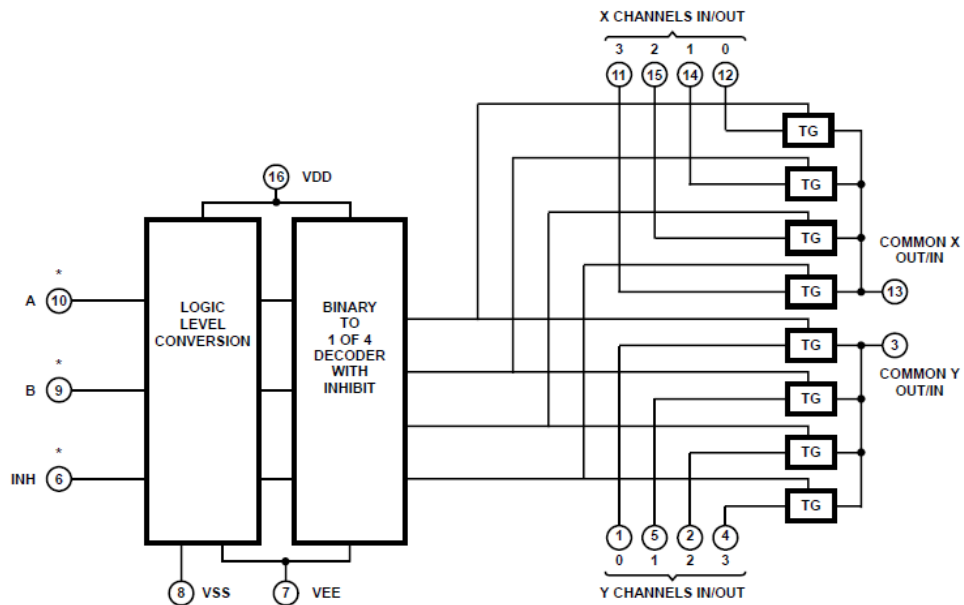 X CHANNELS IN/OUT
3 2 1 0
11 15 14 12
TG
16 VDD
TG
TG
COMMON X
OUT/IN
*
A 10
LOGIC
LEVEL
CONVERSION
BINARY
TO
1 OF 4
DECODER
WITH
INHIBIT
TG
13
TG
3
*
B 9
COMMON Y
OUT/IN
TG
TG
*
INH 6
TG
1 5 2 4
0 1 2 3
8 VSS
7 VEE
Y CHANNELS IN/OUT